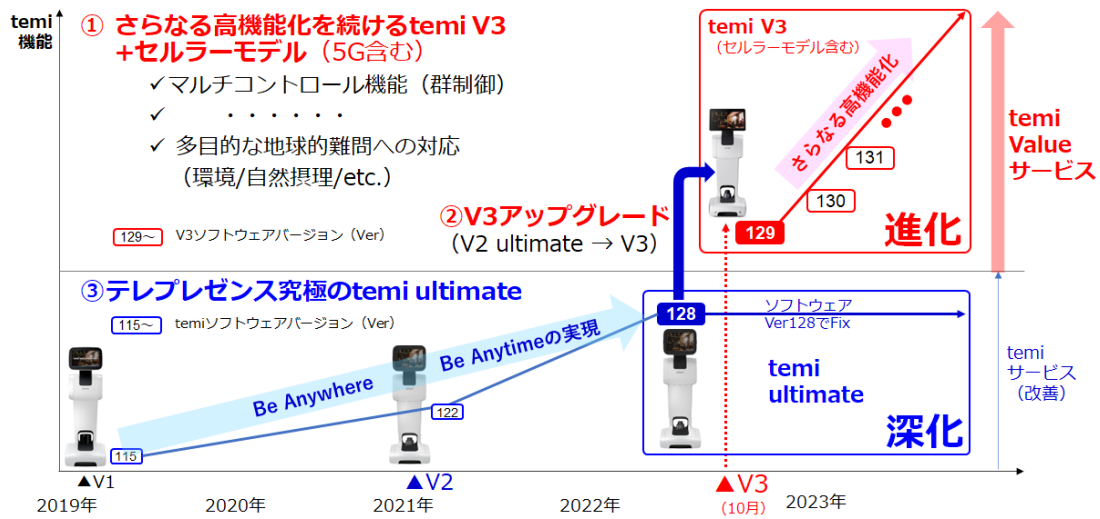 temi
機能
① さらなる高機能化を続けるtemi V3
+セルラーモデル（5G含む）
✓マルチコントロール機能（群制御）
✓ ・・・・・・
✓ 多目的な地球的難問への対応
（環境/自然摂理/etc.）
129～ V3ソフトウェアバージョン（Ver）
②V3アップグレード
（V2 ultimate → V3）
temi V3
（セルラーモデル含む）
さらなる高機能化
131
130
129
進化
temi
Value
サービス
③テレプレゼンス究極のtemi ultimate
115～ temiソフトウェアバージョン（Ver）
Be Anywhere
Be Anytimeの実現
115
122
128
ソフトウェア
Ver128でFix
temi
ultimate
深化
temi
サービス
（改善）
▲V1
▲V2
▲V3
（10月）
2019年
2020年
2021年
2022年
2023年